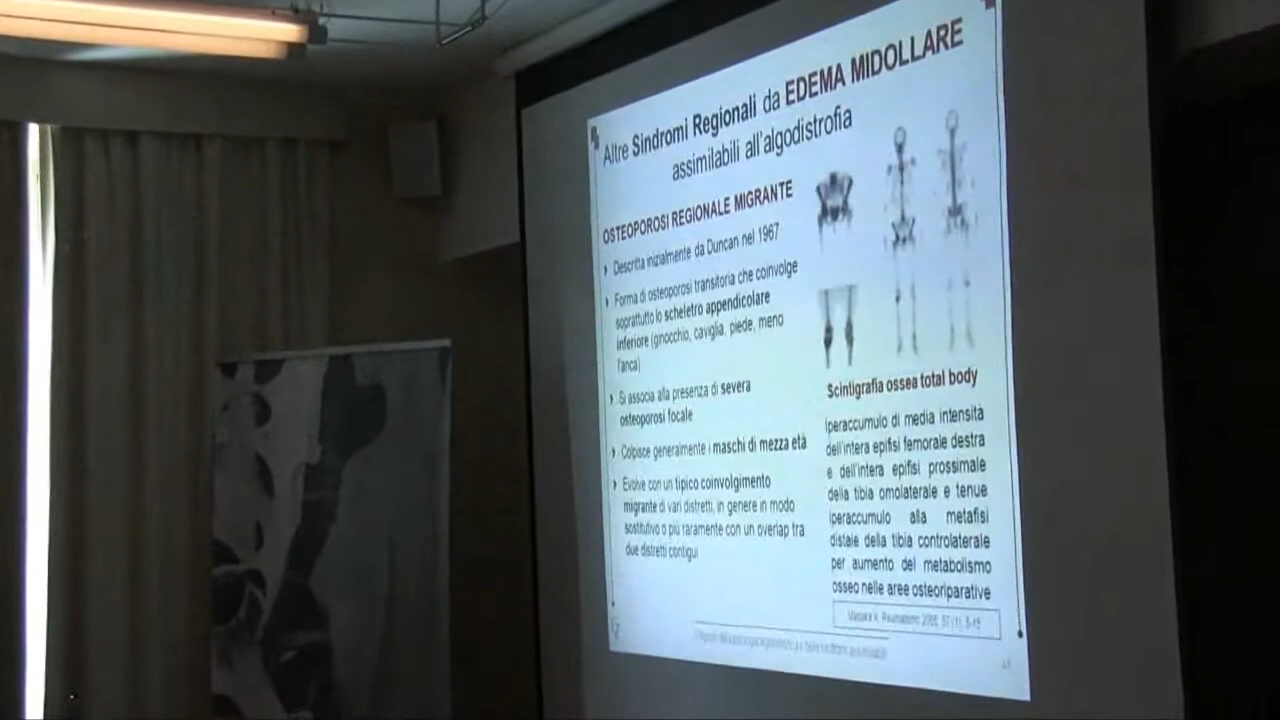 Altre Sindromi Regionali da EDEMA MIDOLLARE
assimilabili all'algodistrofia
OSTEOPOROSI REGIONALE MIGRANTE
Descritta inizialmente da Duncan nel 1967
Forma di osteoporosi transitoria che coinvolge
soprattutto lo scheletro appendicolare
inferiore (ginocchio, caviglia, piede, meno
l'anca)
Si associa alla presenza di severa
osteoporosi focale
Colpisce generalmente i maschi di mezza età
Evolve con un tipico coinvolgimento
migrante di vari distretti, in genere in modo
sostitutivo o più raramente con un overlap tra
due distretti contigui
Scintigrafia ossea total body
Iperaccumulo di media intensità
dell'intera epifisi femorale destra
e dell'intera epifisi prossimale
della tibia omolaterale e tenue
iperaccumulo alla metafisi
distale della tibia controlaterale
per aumento del metabolismo
osseo nelle aree osteoriparative